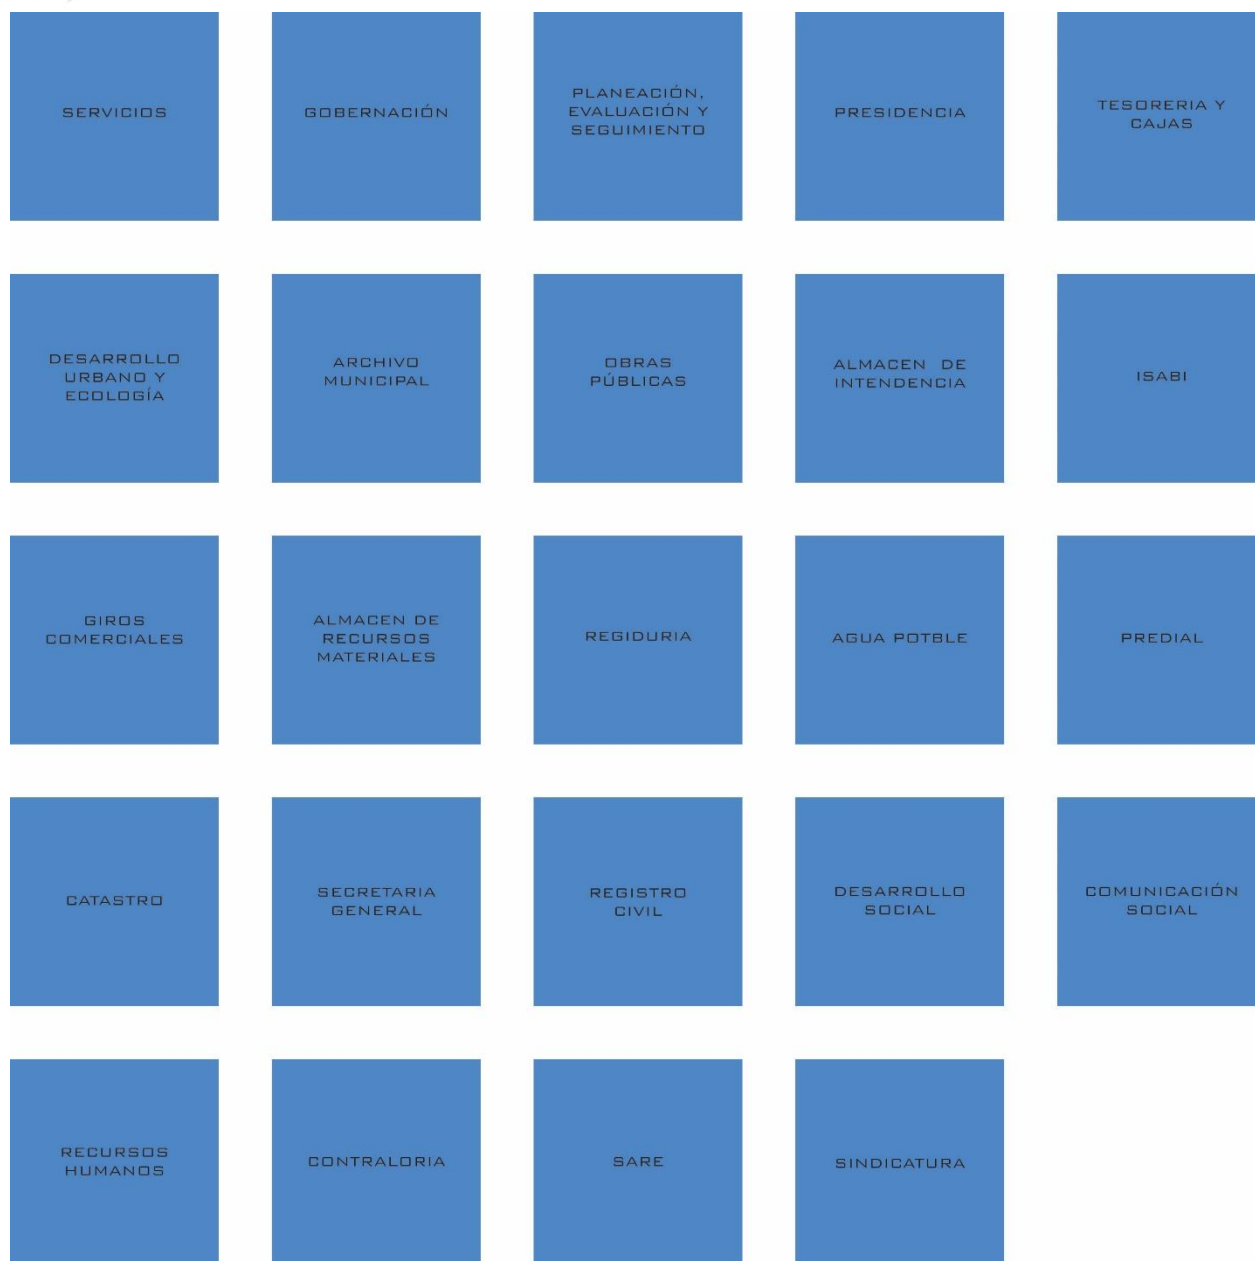 SERVICIOS
GOBERNACIÓN
PLANEACIÓN,
EVALUACIÓN Y
SEGUIMIENTO
PRESIDENCIA
TESORERIA Y
CAJAS
DESARROLLO
URBANO Y
ECOLOGÍA
ARCHIVO
MUNICIPAL
OBRAS
PÚBLICAS
ALMACEN DE
INTENDENCIA
ISABI
GIROS
COMERCIALES
ALMACEN DE
RECURSOS
MATERIALES
REGIDURIA
AGUA POTBLE
PREDIAL
CATASTRO
SECRETARIA
GENERAL
REGISTRO
CIVIL
DESARROLLO
SOCIAL
COMUNICACIÓN
SOCIAL
RECURSOS
HUMANOS
CONTRALORIA
SARE
SINDICATURA